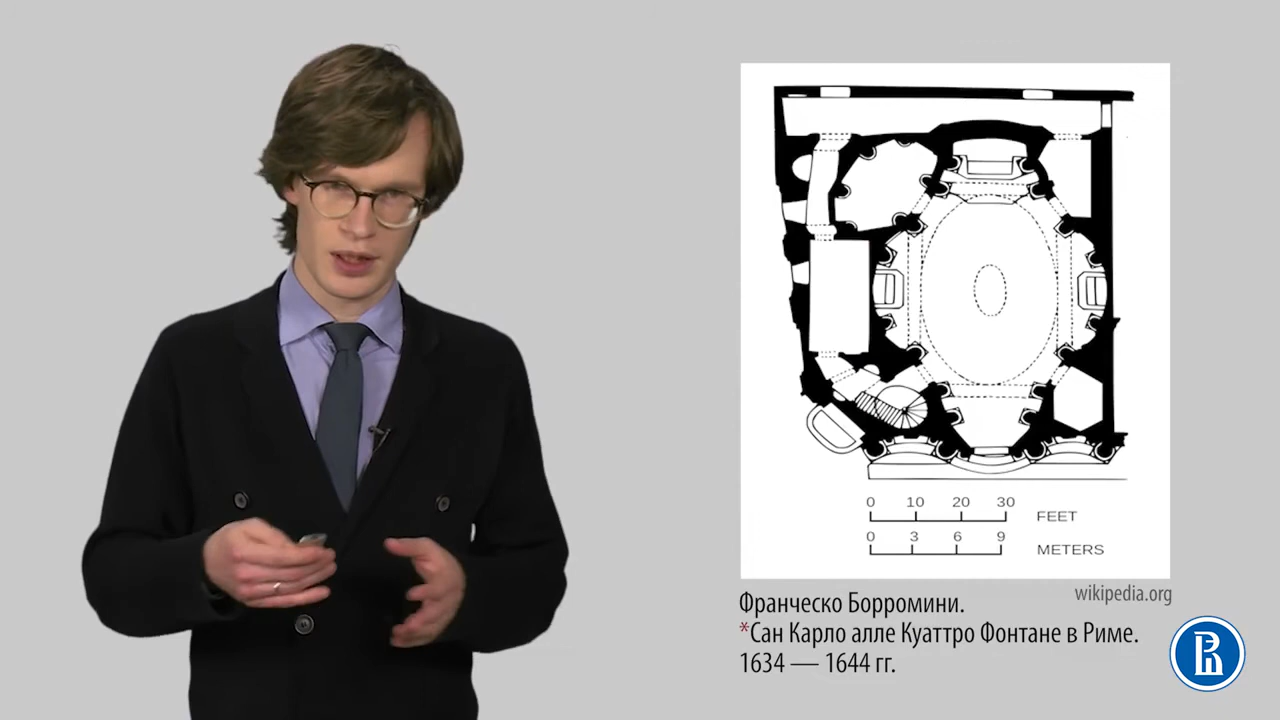 0 10 20 30
FEET
0 3 6 9
METERS
wikipedia.org
Франческо Борромини.
*Сан Карло алле Куаттро Фонтане в Риме.
1634 — 1644 гг.